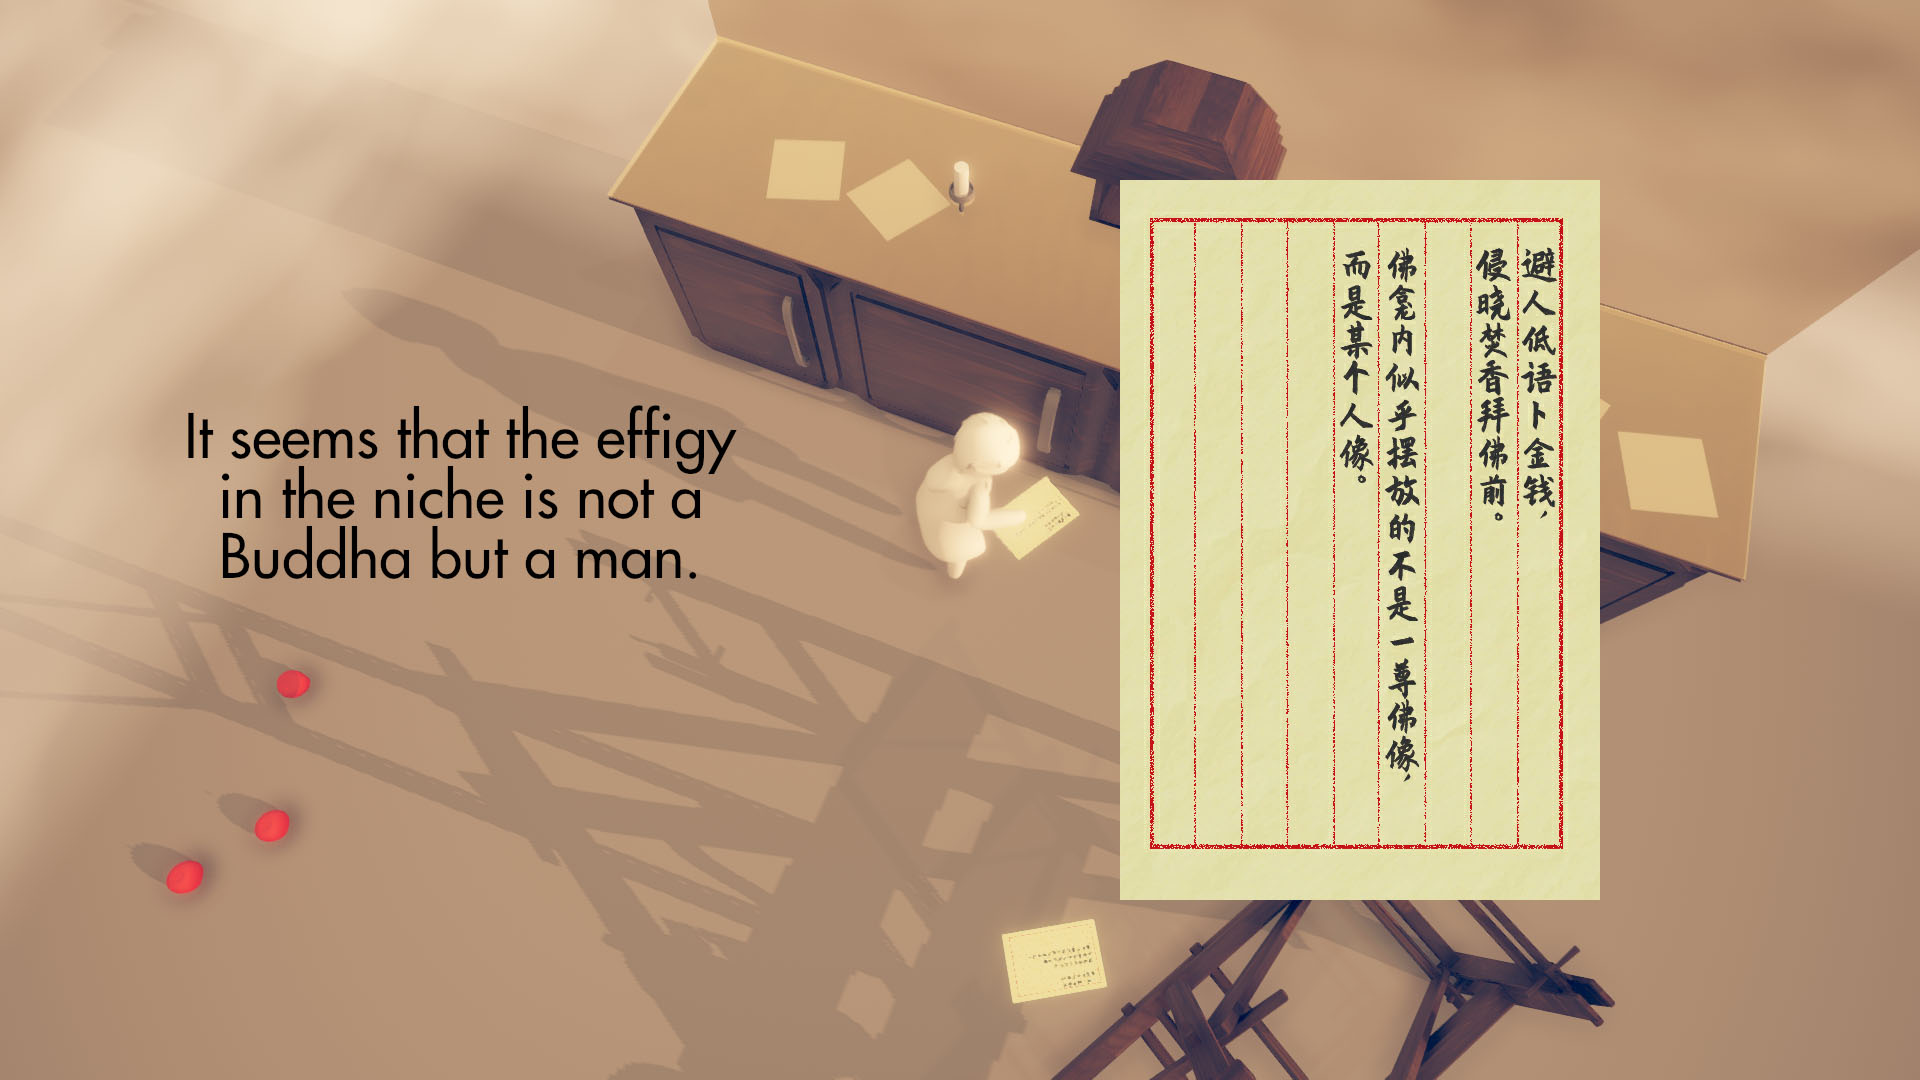 It seems that the effigy
in the niche is not a
Buddha but a man.
避人低语卜金钱，
侵晓焚香拜佛前。
佛龛内似乎摆放的不是一尊佛像，
而是某个人像。